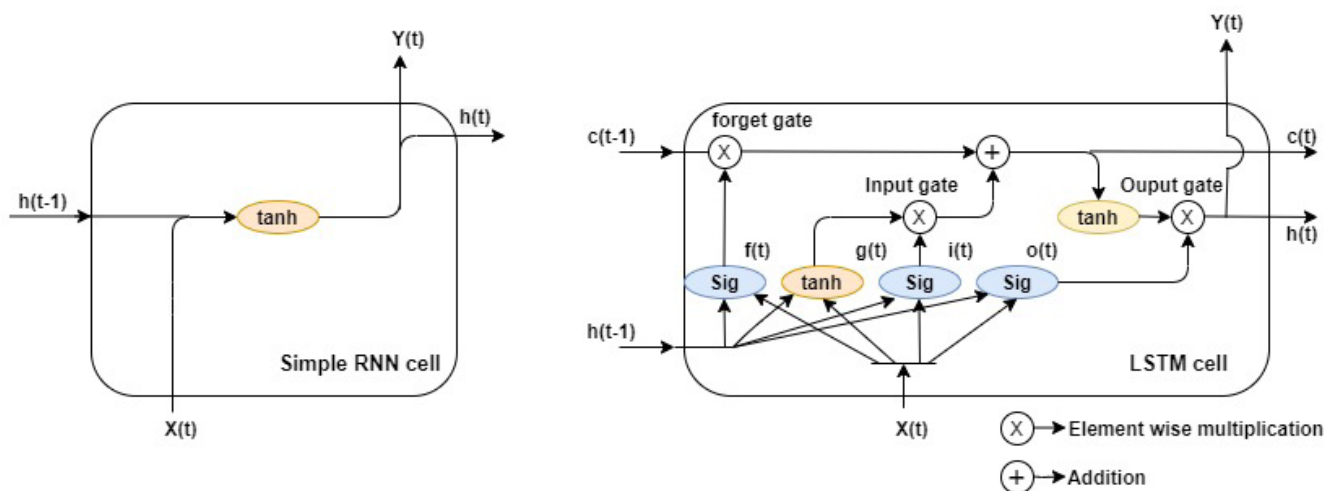 Y(t)
h(t)
h(t-1)
tanh
Simple RNN cell
X(t)
Y(t)
forget gate
c(t-1)
X
+
c(t)
Input gate
Ouput gate
X
tanh
X
h(t)
f(t)
g(t)
i(t)
o(t)
Sig
tanh
Sig
Sig
h(t-1)
LSTM cell
X(t)
X
Element wise multiplication
+
Addition